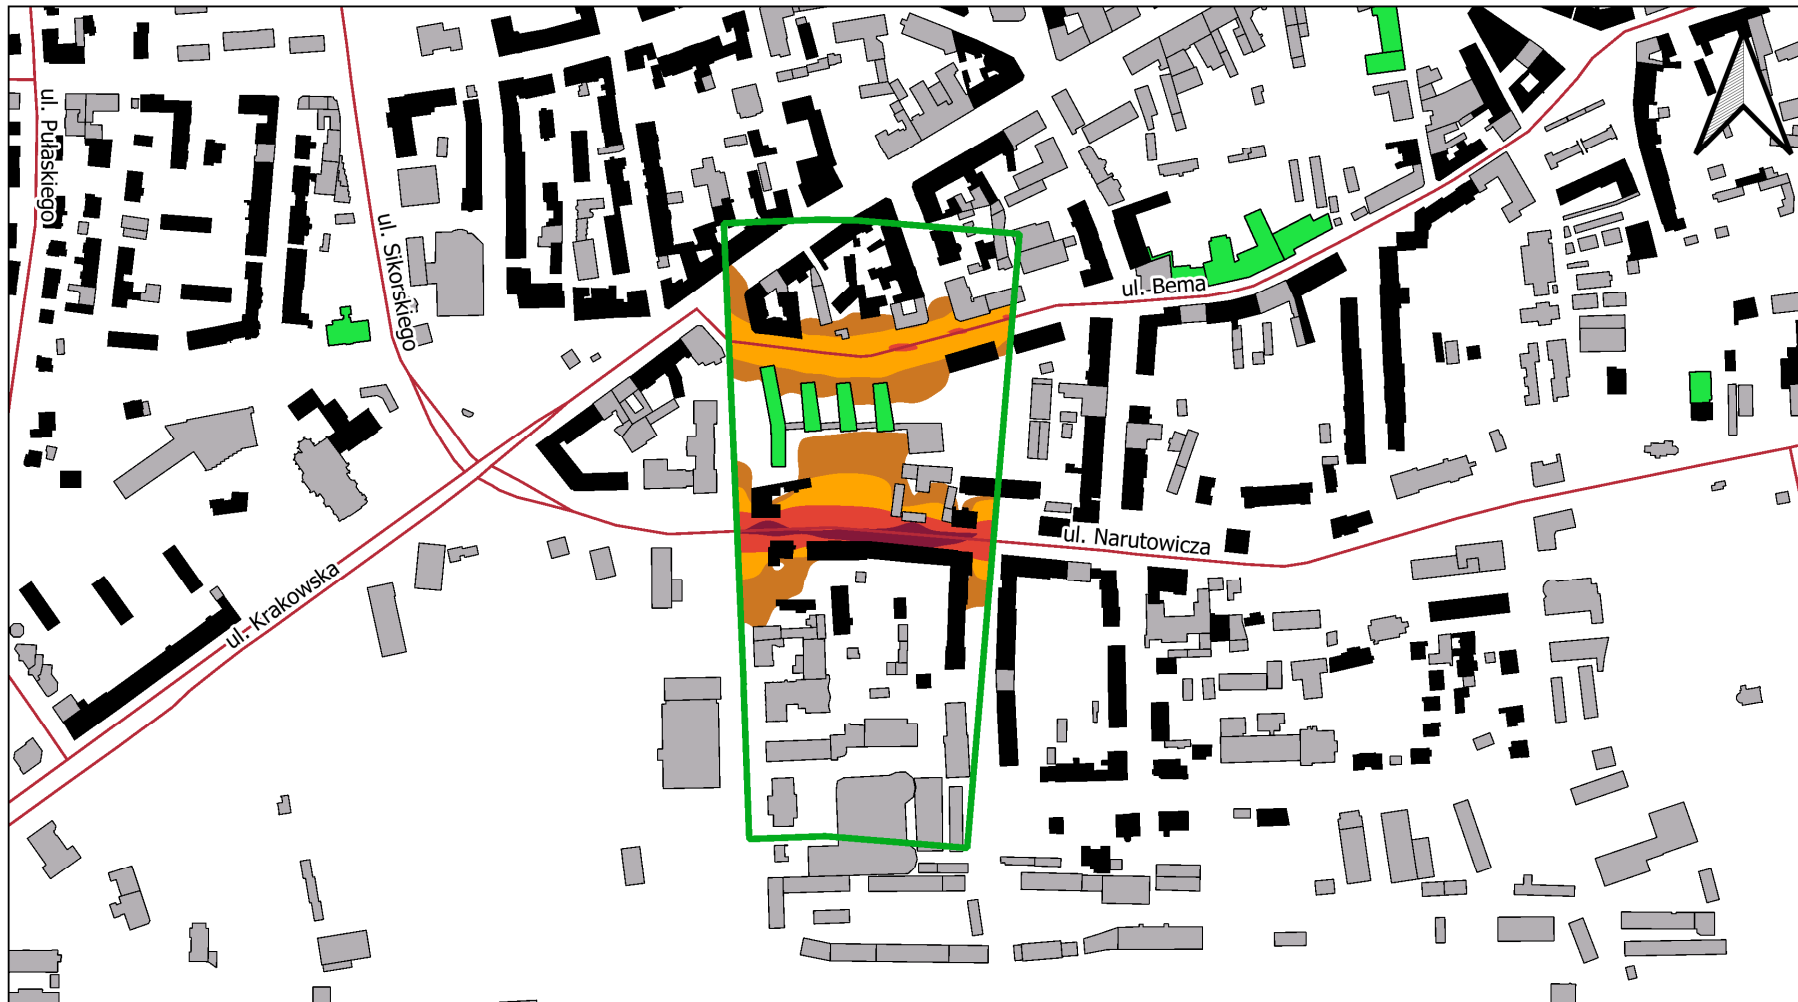 ul. Pułaskiego
ul. Sikorskiego
ul. Bema
ul. Narutowicza
ul. Krakowska